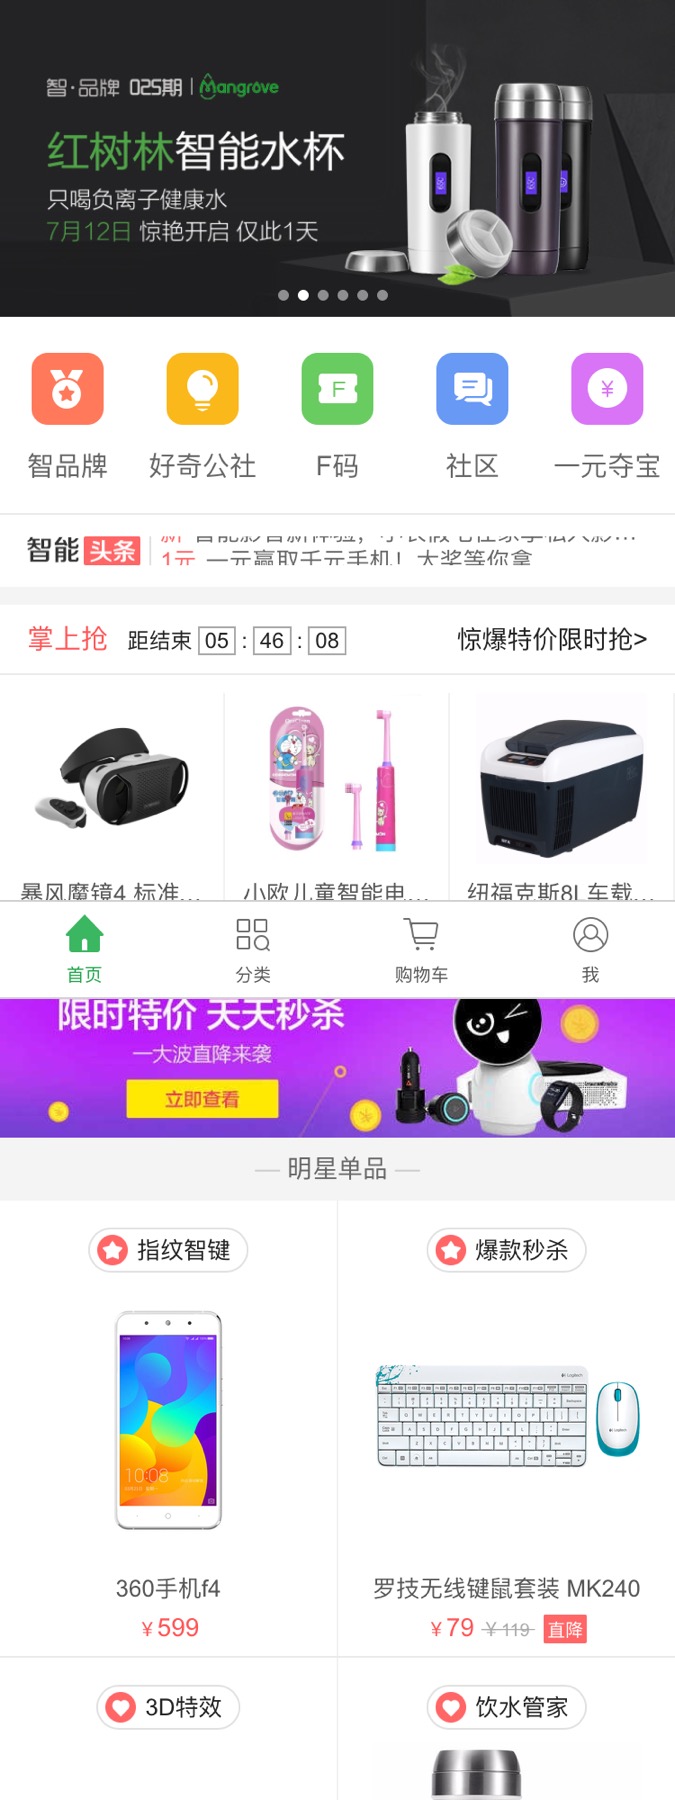 智·品牌 025期 | Mangrove
红树林智能水杯
只喝负离子健康水
7月12日 惊艳开启 仅此1天
智品牌
好奇公社
F
F码
社区
¥
一元夺宝
智能 头条
1元 一元赢取千元手机！大奖等你拿
掌上抢 距结束 05 : 46 : 08 惊爆特价限时抢>
暴风魔镜4 标准...
小欧儿童智能电...
纽福克斯8L车载...
首页
分类
购物车
我
限时特价 天天秒杀
一大波直降来袭
立即查看
明星单品
指纹智键
10:08
360手机f4
¥599
爆款秒杀
Logitech
罗技无线键鼠套装 MK240
¥79 ¥119 直降
3D特效
饮水管家